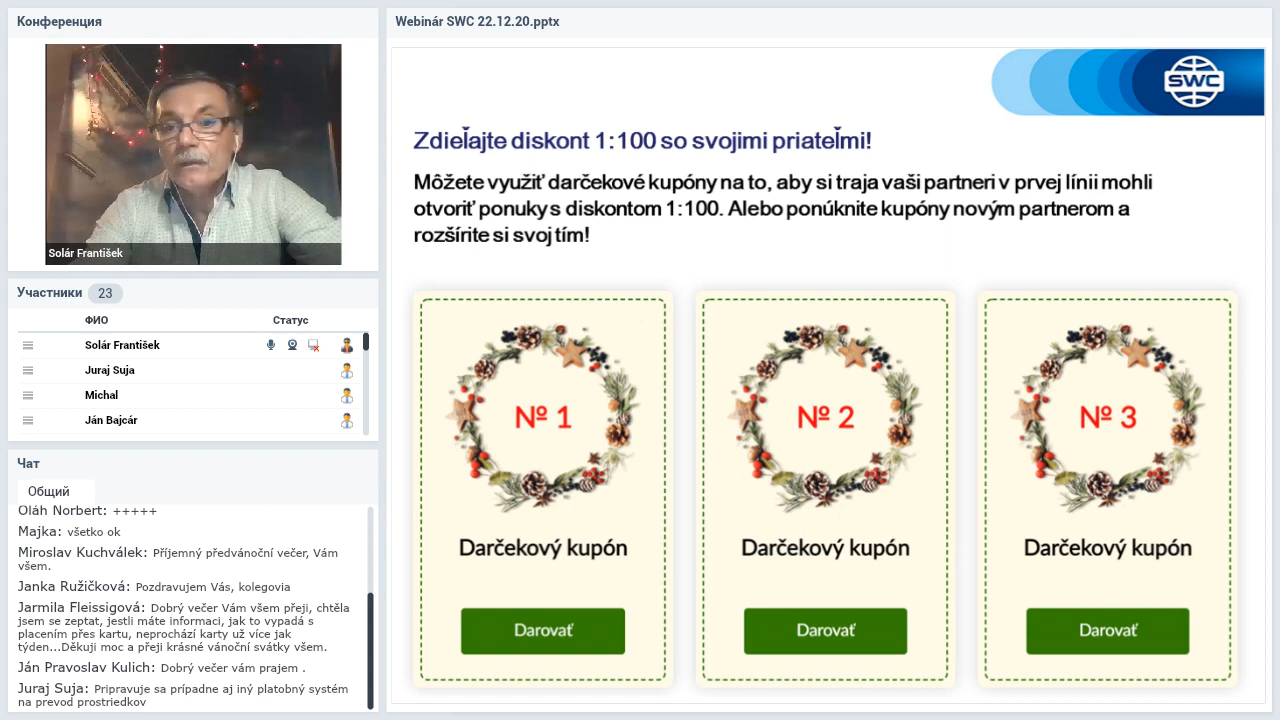 Конференция
Solár František
Участники 23
ФИО Статус
Solár František
Juraj Suja
Michal
Ján Bajcár
Чат
Общий
Oláh Norbert: +++++
Majka: všetko ok
Miroslav Kuchválek: Příjemný předvánoční večer, Vám
všem.
Janka Ružičková: Pozdravujem Vás, kolegovia
Jarmila Fleissigová: Dobrý večer Vám všem přeji, chtěla
jsem se zeptat, jestli máte informaci, jak to vypadá s
placením přes kartu, neprochází karty už více jak
týden...Děkuji moc a přeji krásné vánoční svátky všem.
Ján Pravoslav Kulich: Dobrý večer vám prajem .
Juraj Suja: Pripravuje sa prípadne aj iný platobný systém
na prevod prostriedkov
Webinár SWC 22.12.20.pptx
SWC
Zdieľajte diskont 1:100 so svojimi priateľmi!
Môžete využiť darčekové kupóny na to, aby si traja vaši partneri v prvej línii mohli
otvoriť ponuky s diskontom 1:100. Alebo ponúknite kupóny novým partnerom a
rozšírite si svoj tím!
№ 1
Darčekový kupón
Darovať
№ 2
Darčekový kupón
Darovať
№ 3
Darčekový kupón
Darovať